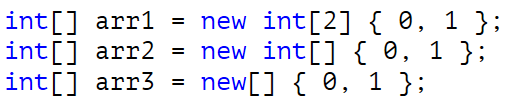 int[] arr1 = new int[2] { 0, 1 };
int[] arr2 = new int[] { 0, 1 };
int[] arr3 = new[] { 0, 1 };